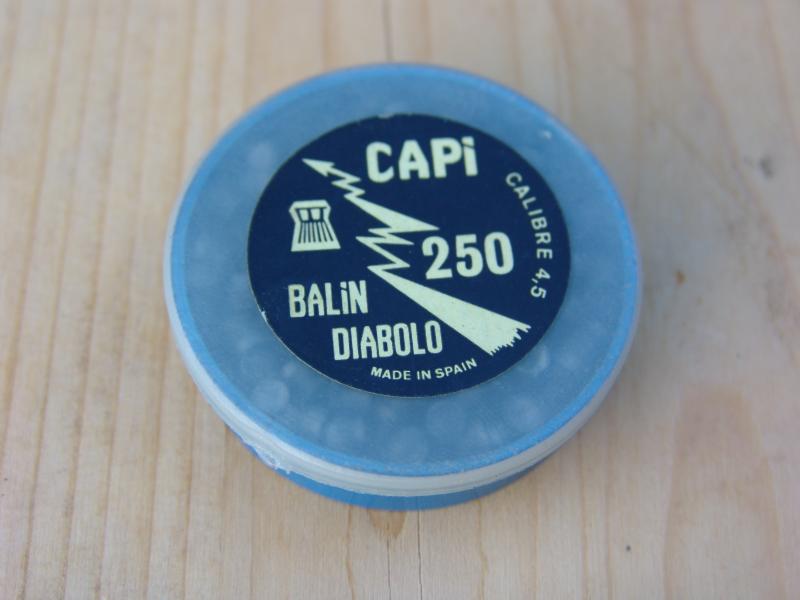 CAPi
CALIBRE 4,5
250
BALiN
DIABOLO
MADE IN SPAIN